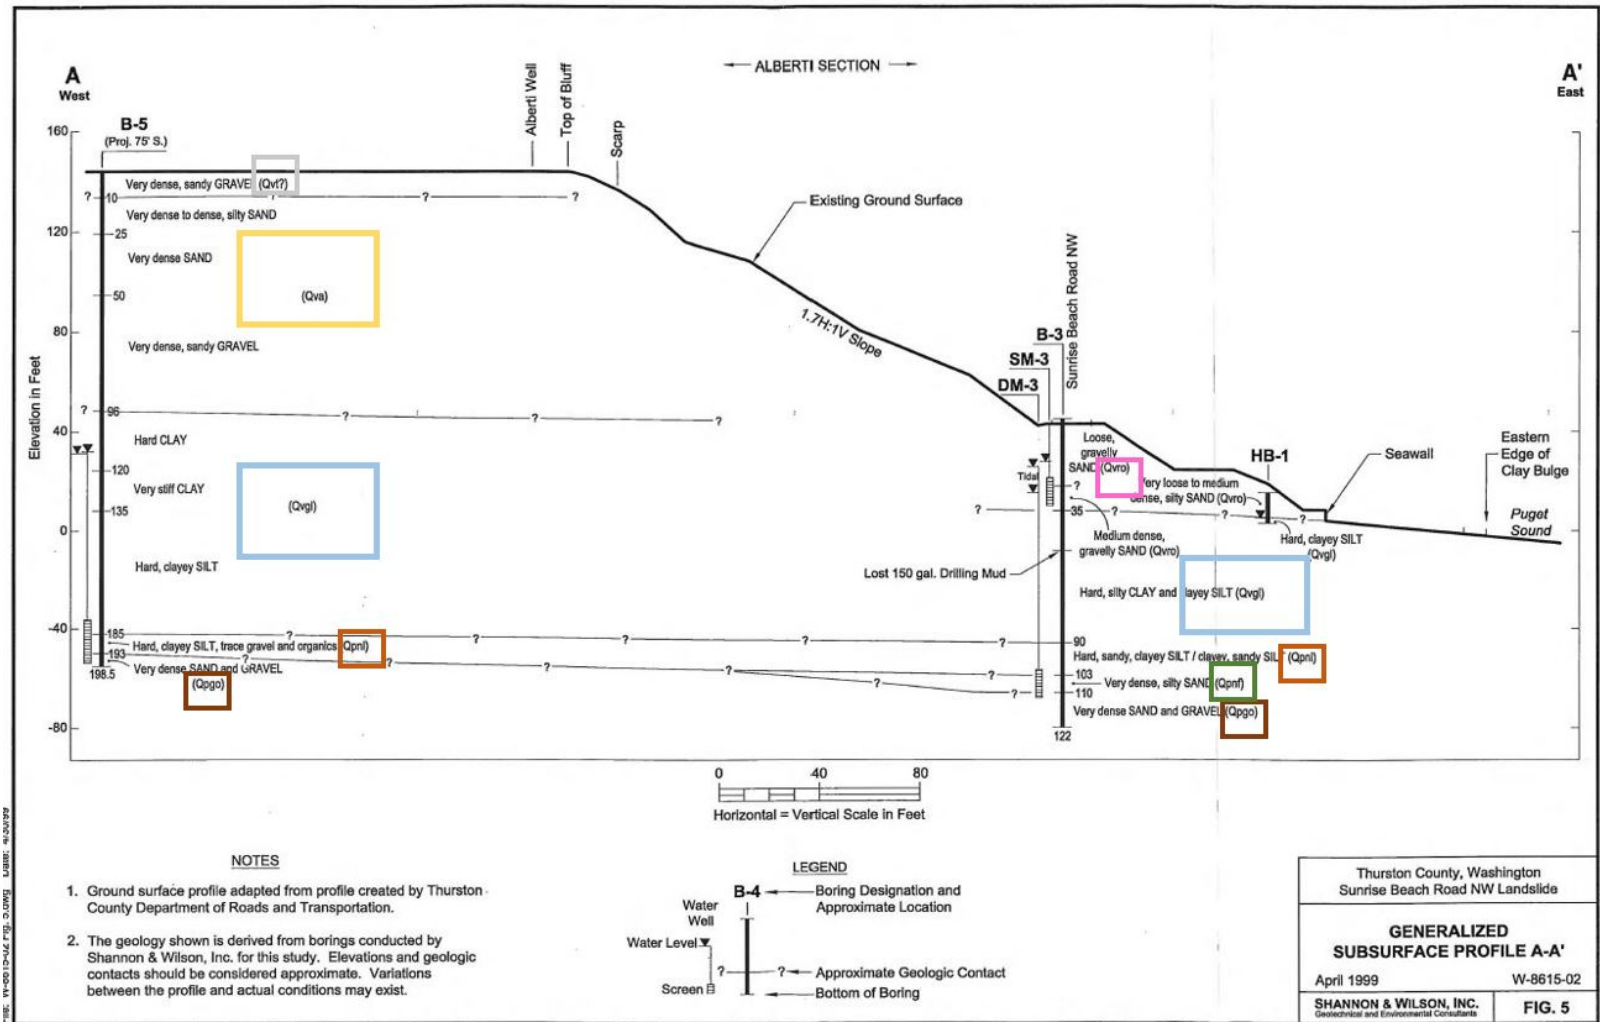 ALBERTI SECTION
A
West
A'
East
B-5
(Proj. 75' S.)
Alberti Well
Top of Bluff
Scarp
160
120
80
40
0
-40
-80
Elevation in Feet
Very dense, sandy GRAVEL (Qvt?)
? 10 ? ?
Very dense to dense, silty SAND
25
Very dense SAND
50
(Qva)
Very dense, sandy GRAVEL
? 96 ? ? ?
Hard CLAY
120
Very stiff CLAY
135
(Qvgl)
Hard, clayey SILT
185 ? ? ? ? ?
Hard, clayey SILT, trace gravel and organics (Qpnl)
193 ? ? ? ? ?
Very dense SAND and GRAVEL
198.5
(Qpgo)
Existing Ground Surface
1.7H:1V Slope
Sunrise Beach Road NW
B-3
SM-3
DM-3
Loose,
gravelly
SAND (Qvro)
Tidal
?
Very loose to medium
dense, silty SAND (Qvro)
HB-1
Seawall
Eastern
Edge of
Clay Bulge
Puget
Sound
? 35 ? ? ?
Medium dense,
gravelly SAND (Qvro)
Hard, clayey SILT
(Qvgl)
Lost 150 gal. Drilling Mud
Hard, silty CLAY and clayey SILT (Qvgl)
90
Hard, sandy, clayey SILT / clayey, sandy SILT (Qpnl)
103
Very dense, silty SAND (Qpnf)
? ? 110
Very dense SAND and GRAVEL (Qpgo)
122
0 40 80
Horizontal = Vertical Scale in Feet
NOTES
1. Ground surface profile adapted from profile created by Thurston
County Department of Roads and Transportation.
2. The geology shown is derived from borings conducted by
Shannon & Wilson, Inc. for this study. Elevations and geologic
contacts should be considered approximate. Variations
between the profile and actual conditions may exist.
LEGEND
B-4
Boring Designation and
Approximate Location
Water
Well
Water Level
? ? Approximate Geologic Contact
Screen
Bottom of Boring
Thurston County, Washington
Sunrise Beach Road NW Landslide
GENERALIZED
SUBSURFACE PROFILE A-A'
April 1999 W-8615-02
SHANNON & WILSON, INC.
Geotechnical and Environmental Consultants
FIG. 5